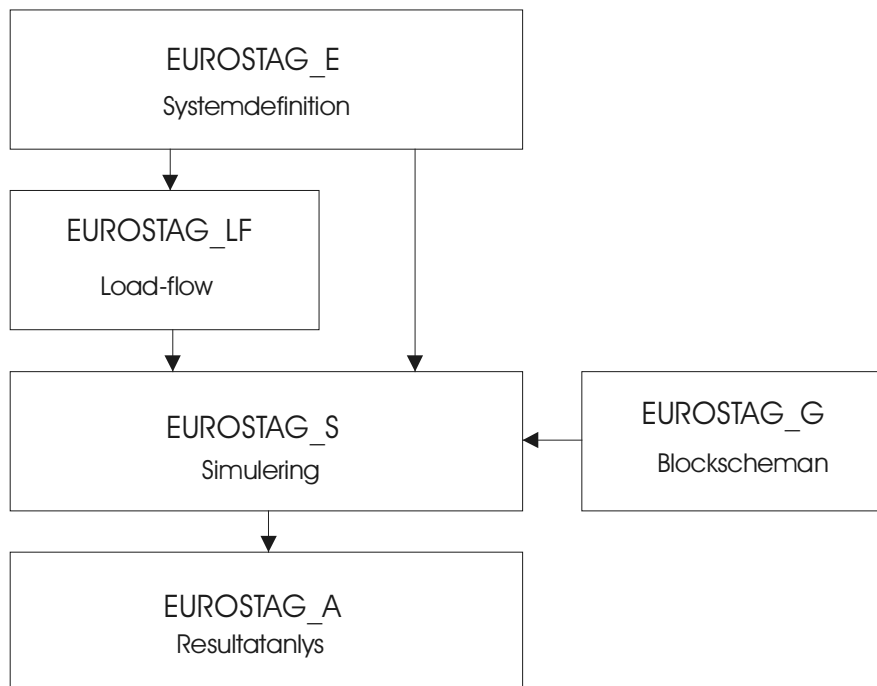 EUROSTAG_E
Systemdefinition
EUROSTAG_LF
Load-flow
EUROSTAG_S
Simulering
EUROSTAG_G
Blockscheman
EUROSTAG_A
Resultatanlys